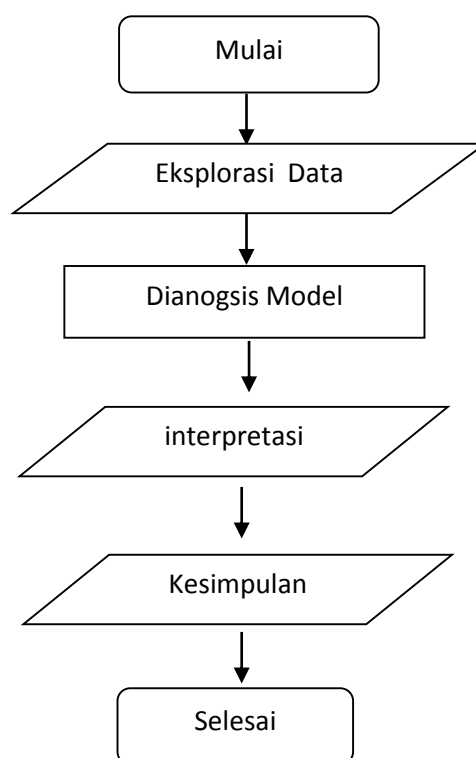 Mulai
Eksplorasi Data
Dianogsis Model
interpretasi
Kesimpulan
Selesai